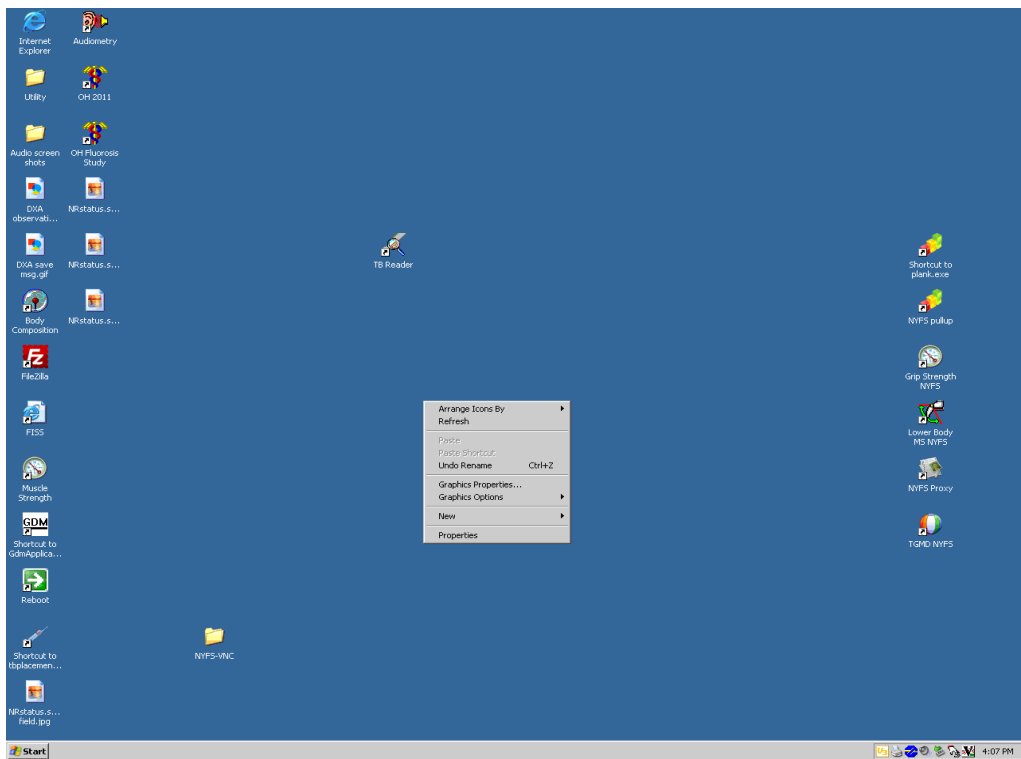 Internet
Explorer
Audiometry
Utility
OH 2011
Audio screen
shots
OH Fluorosis
Study
DXA
observati...
NRstatus.s...
DXA save
msg.gif
NRstatus.s...
Body
Composition
NRstatus.s...
FileZilla
FISS
Muscle
Strength
GDM
Shortcut to
GdmApplica...
Reboot
Shortcut to
tbplacemen...
NRstatus.s...
field.jpg
NYFS-VNC
TB Reader
Arrange Icons By
Refresh
Paste
Paste Shortcut
Undo Rename Ctrl+Z
Graphics Properties...
Graphics Options
New
Properties
Shortcut to
plank.exe
NYFS pullup
Grip Strength
NYFS
Lower Body
MS NYFS
NYFS Proxy
TGMD NYFS
Start
4:07 PM